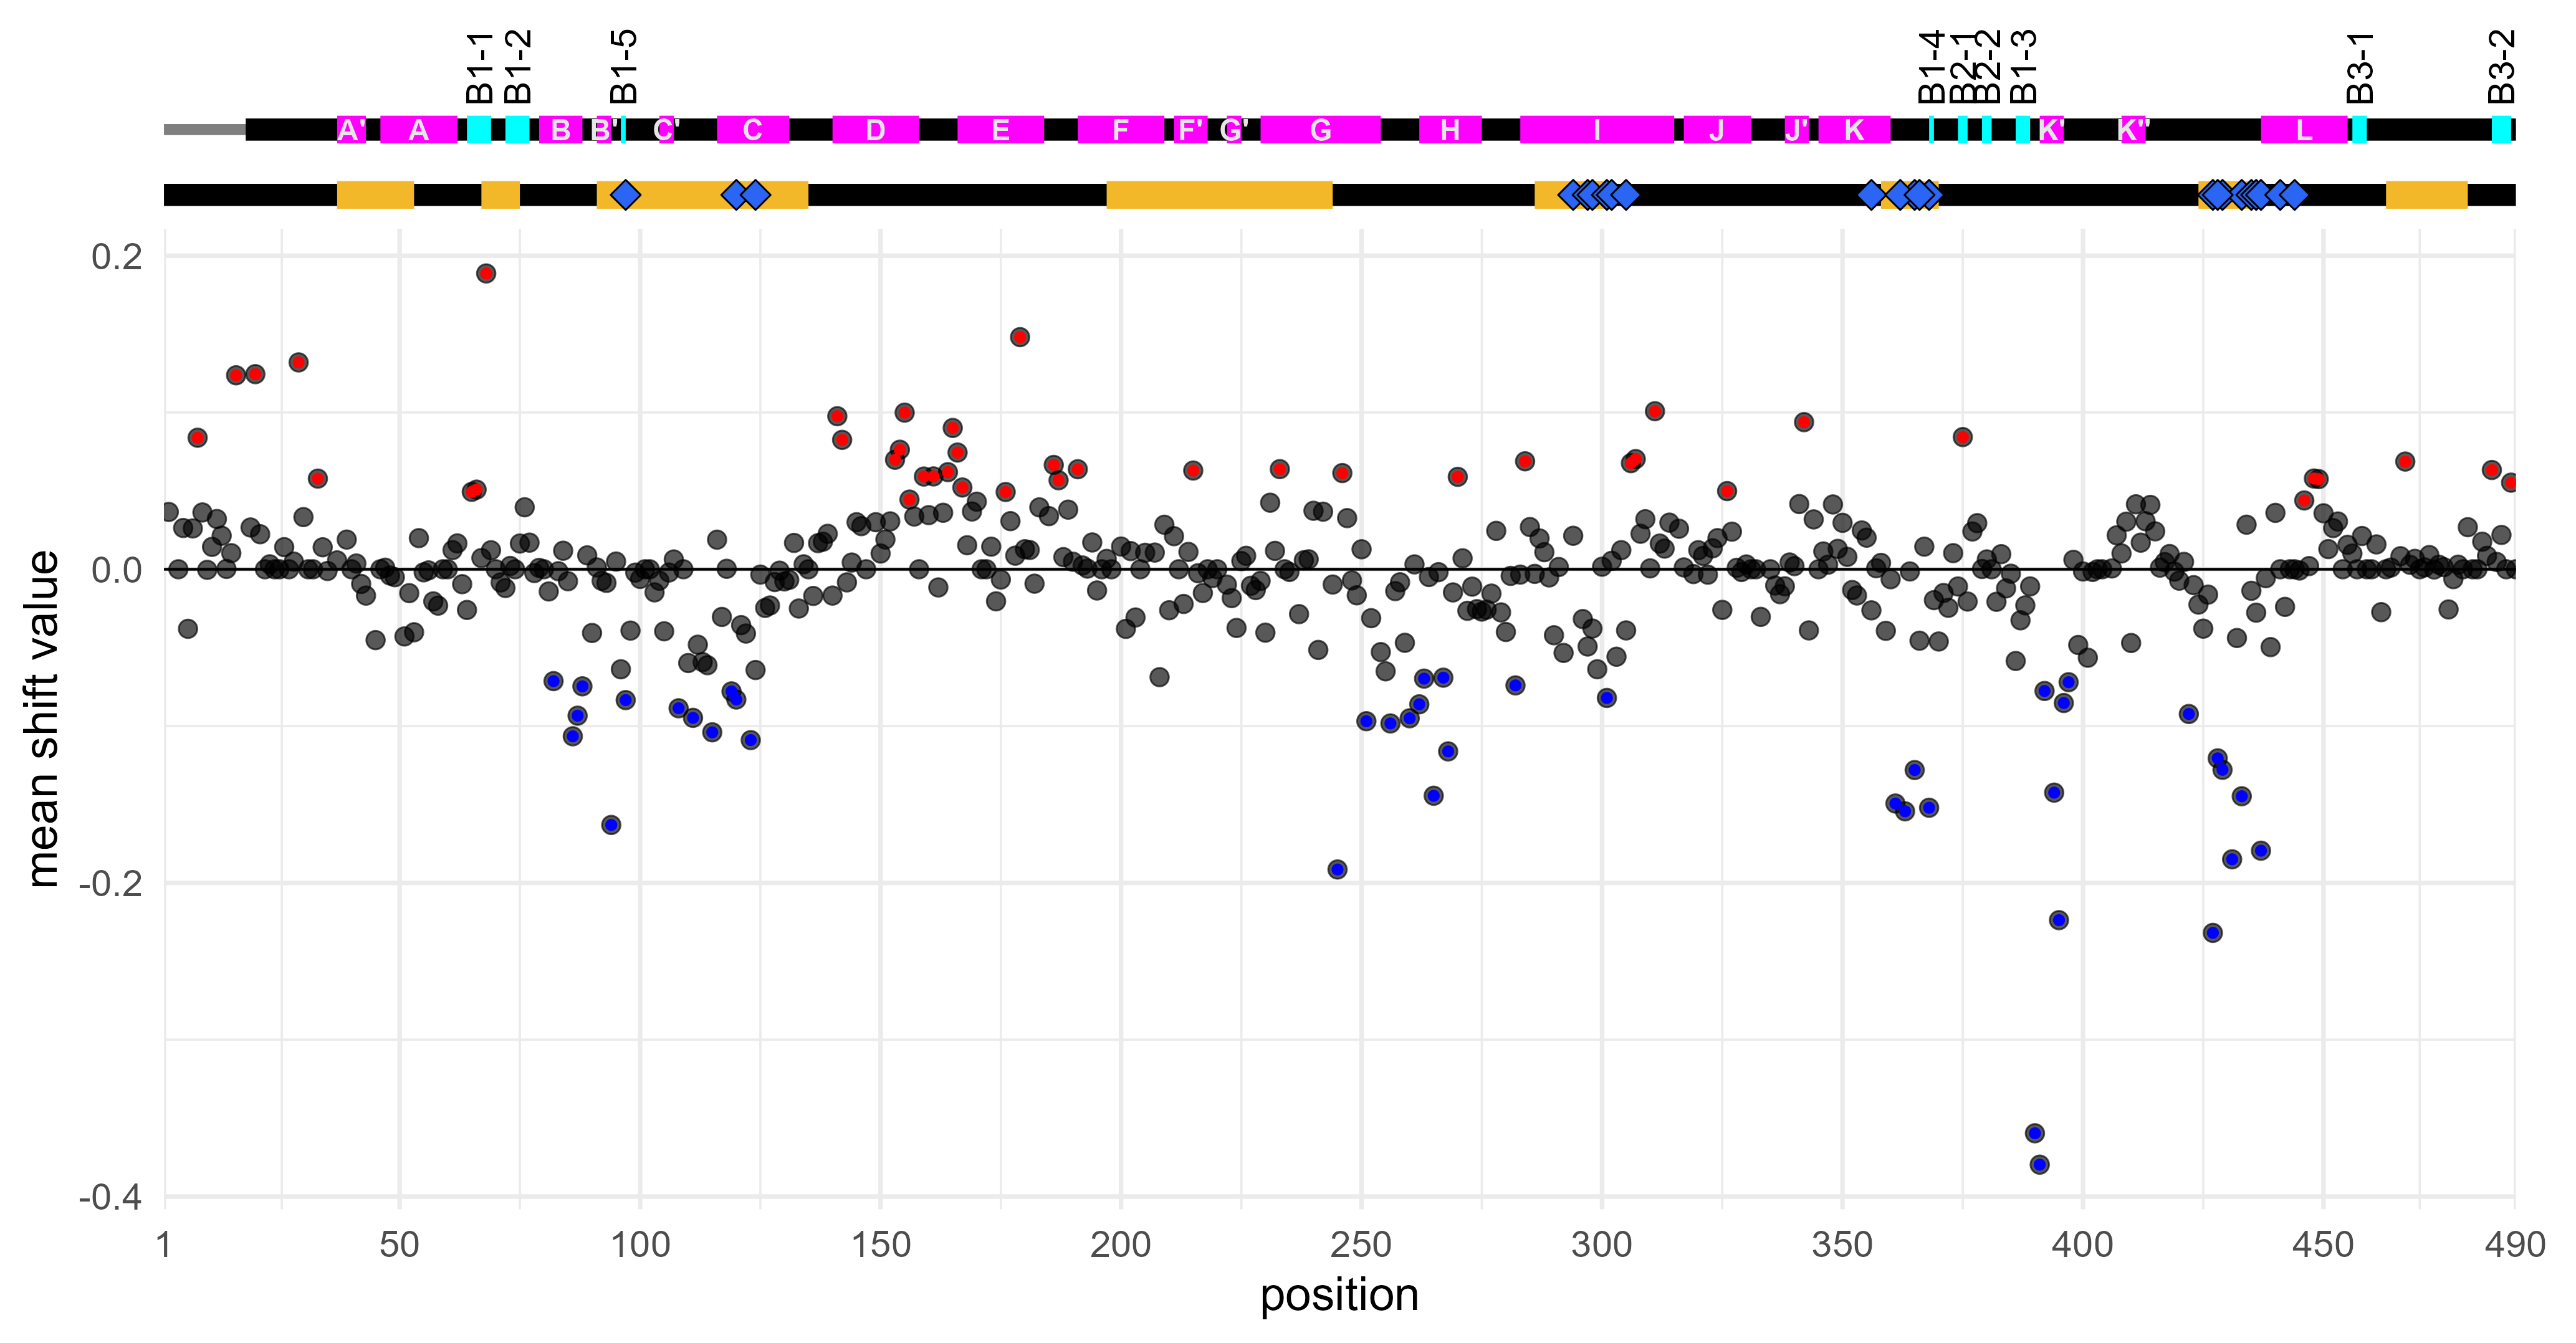 B1-1 B1-2 B1-5 B1-4 B2-1 B2-2 B1-3 B3-1 B3-2
A' A B B' C' C D E F F' G' G H I J J' K K' K'' L
0.2
0.0
-0.2
-0.4
mean shift value
1 50 100 150 200 250 300 350 400 450 490
position